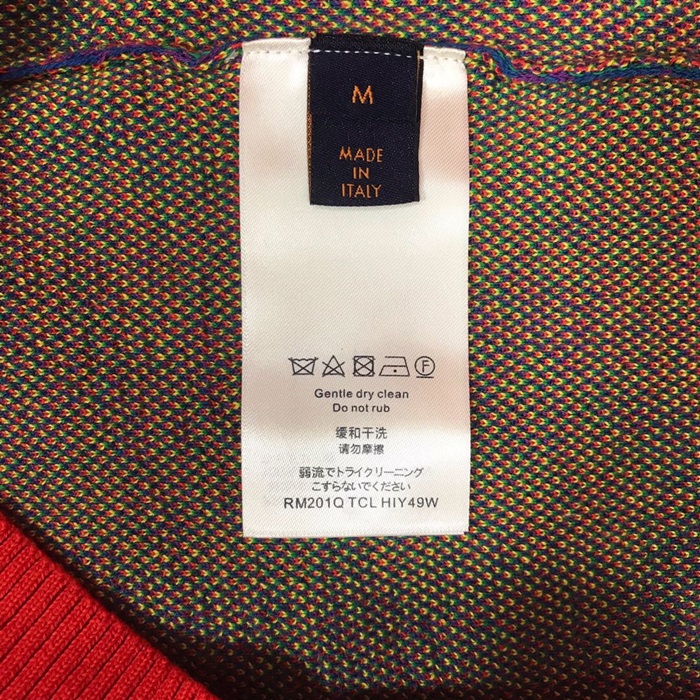 M
MADE
IN
ITALY
Gentle dry clean
Do not rub
缓和干洗
请勿摩擦
弱流でトライクリーニング
こすらないでください
RM201Q TCL HIY49W